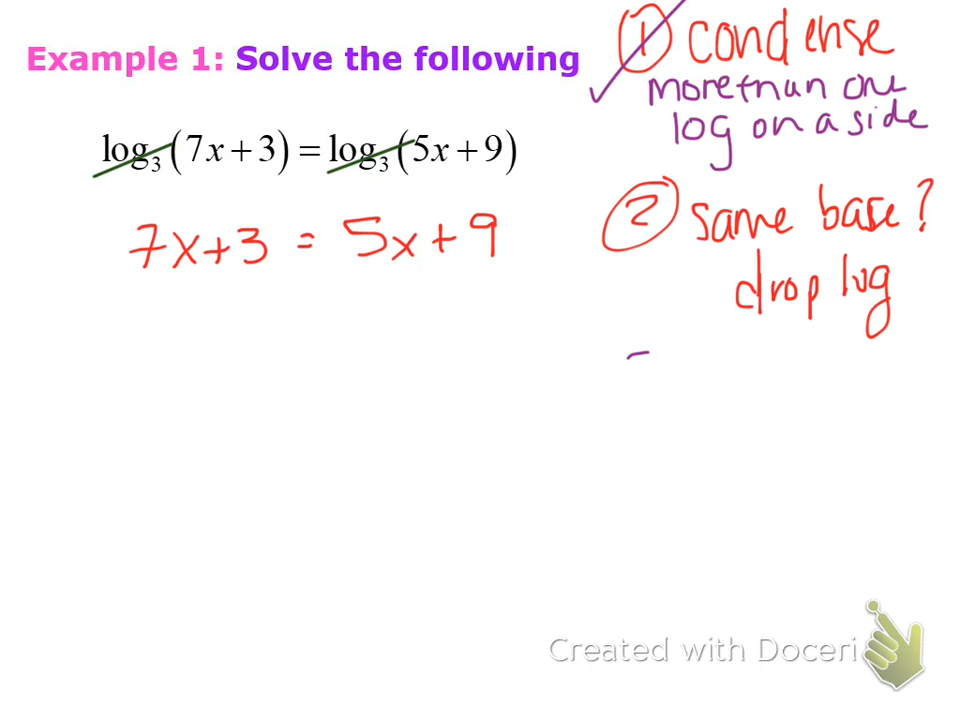 Example 1: Solve the following
log₃(7x + 3) = log₃(5x + 9)
7x + 3 = 5x + 9
① condense
more than one
log on a side
② same base?
drop log
Created with Doceri